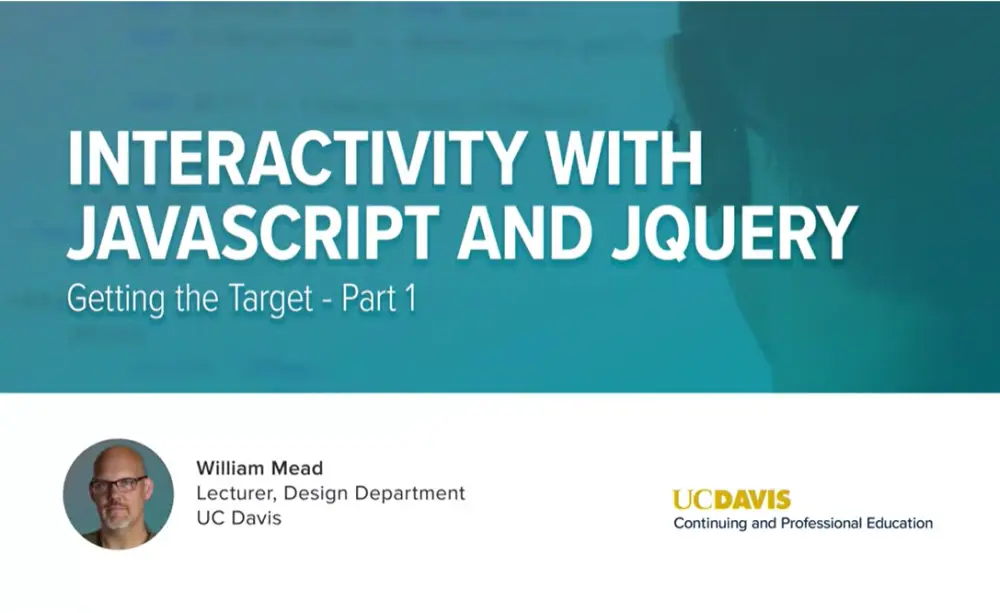 INTERACTIVITY WITH
JAVASCRIPT AND JQUERY
Getting the Target - Part 1
William Mead
Lecturer, Design Department
UC Davis
UCDAVIS
Continuing and Professional Education